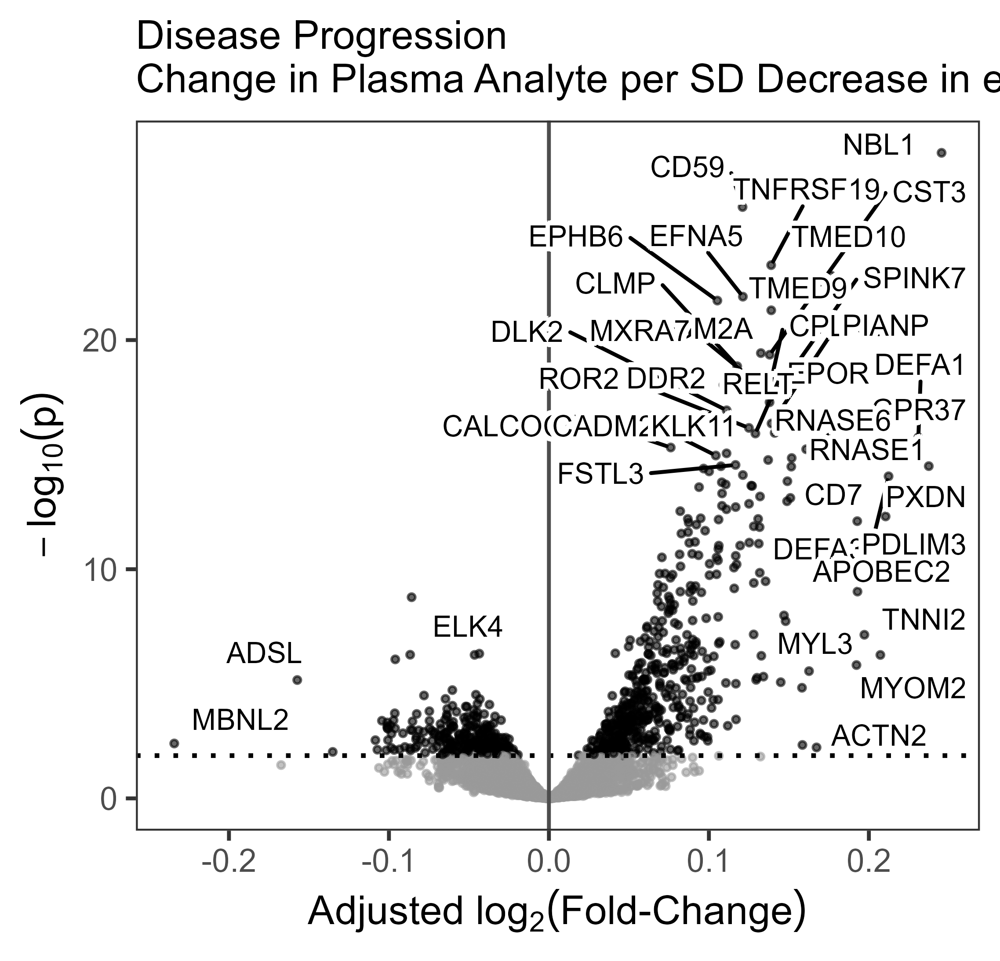 Disease Progression
Change in Plasma Analyte per SD Decrease in e
NBL1
CD59
TNFRSF19
CST3
EPHB6
EFNA5
TMED10
CLMP
TMED9
SPINK7
DLK2
MXRA7
M2A
CPL
PIANP
ROR2
DDR2
RELT
EPOR
DEFA1
GPR37
RNASE6
CALCO
CADM2
KLK11
RNASE1
FSTL3
CD7
PXDN
DEFA3
PDLIM3
APOBEC2
TNNI2
ELK4
ADSL
MYL3
MYOM2
MBNL2
ACTN2
20
10
0
− log10(p)
-0.2
-0.1
0.0
0.1
0.2
Adjusted log2(Fold-Change)